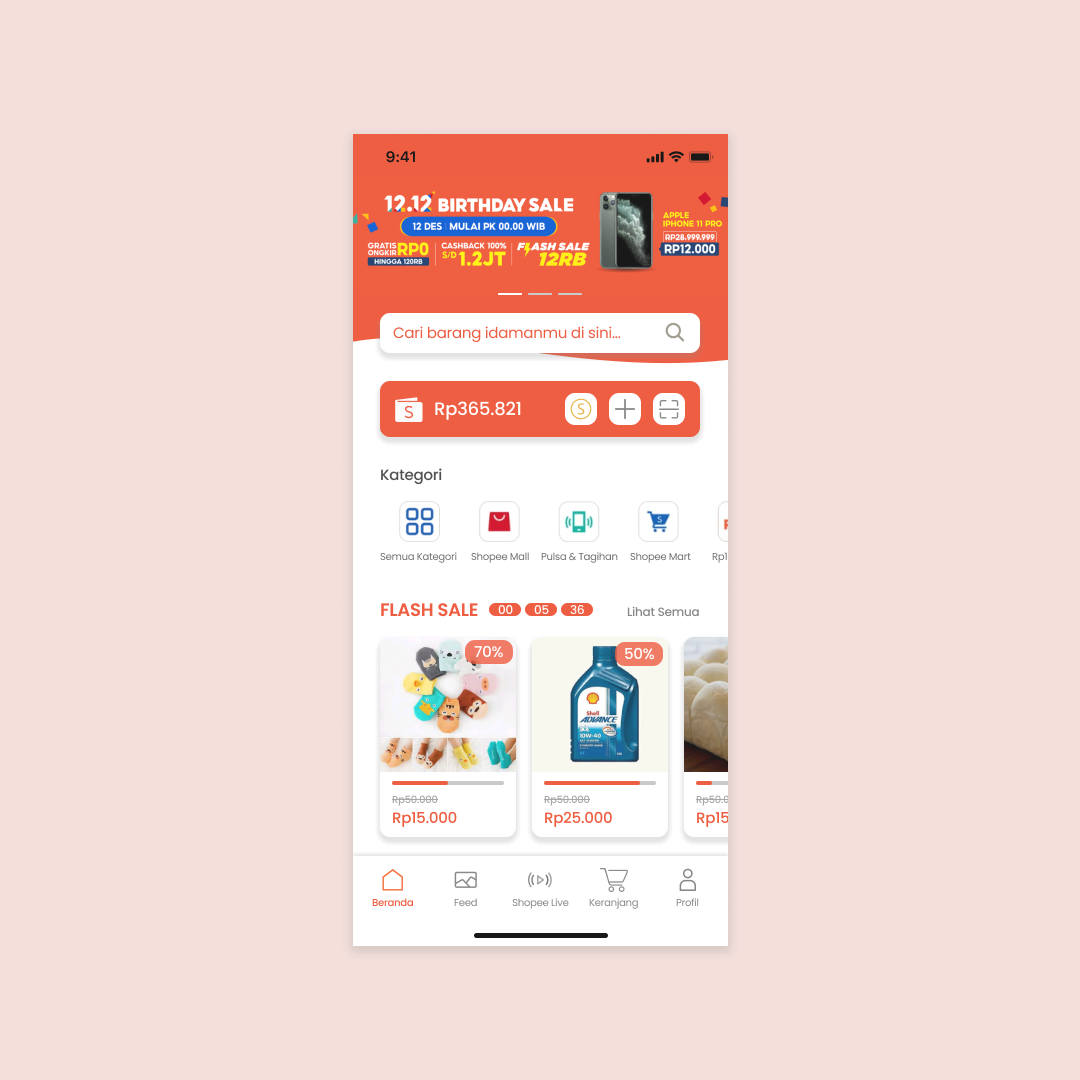 9:41
12.12 BIRTHDAY SALE
12 DES | MULAI PK 00.00 WIB
GRATIS ONGKIR RP0
HINGGA 120RB
CASHBACK 100%
S/D 1.2JT
FLASH SALE
12RB
APPLE
IPHONE 11 PRO
RP28.999.999
RP12.000
Cari barang idamanmu di sini...
S
Rp365.821
S
Kategori
S
Semua Kategori
Shopee Mall
Pulsa & Tagihan
Shopee Mart
Rp1
FLASH SALE 00 05 36
Lihat Semua
70%
50%
Shell
ADVANCE
10W-40
Rp50.000
Rp15.000
Rp50.000
Rp25.000
Rp50.0
Rp15
Beranda
Feed
Shopee Live
Keranjang
Profil